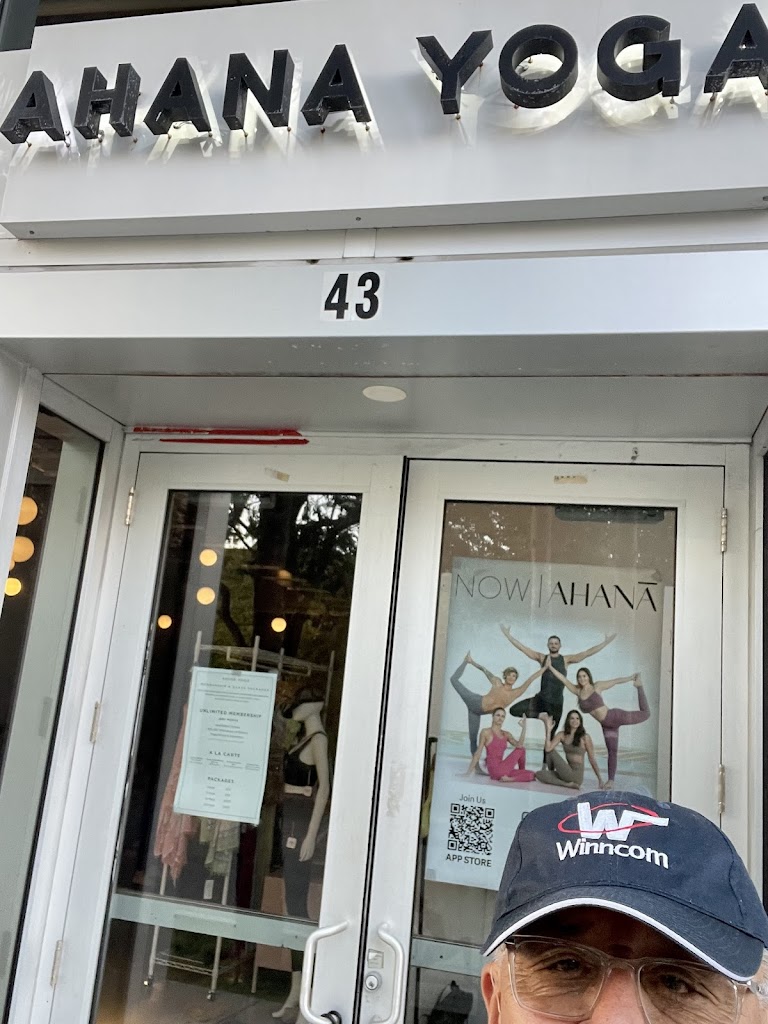 AHANA YOGA
43
NOW | AHANĀ
UNLIMITED MEMBERSHIP
A LA CARTE
PACKAGES
Join Us
APP STORE
Winncom